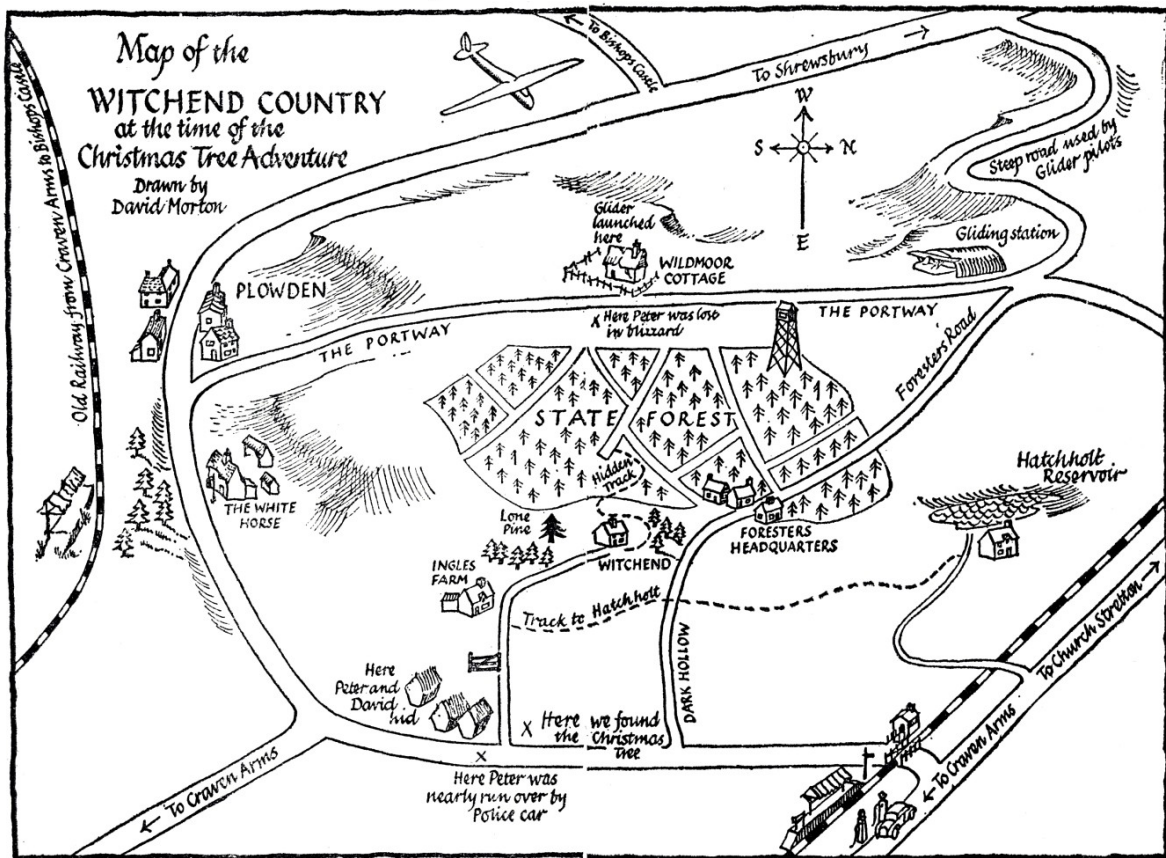 Map of the
WITCHEND COUNTRY
at the time of the
Christmas Tree Adventure
Drawn by
David Morton
To Bishops Castle
To Shrewsbury
W
S
N
E
Steep road used by
Glider pilots
Old Railway from Craven Arms to Bishops Castle
Glider
launched
here
WILDMOOR
COTTAGE
Gliding station
PLOWDEN
THE PORTWAY
X Here Peter was lost
in blizzard
THE PORTWAY
Foresters Road
STATE FOREST
Hidden
Track
Hatchholt
Reservoir
THE WHITE
HORSE
Lone
Pine
WITCHEND
FORESTERS
HEADQUARTERS
INGLES
FARM
Track to Hatchholt
DARK HOLLOW
To Church Stretton
Here
Peter and
David
hid
X Here we found
the Christmas
Tree
X
Here Peter was
nearly run over by
Police car
To Craven Arms
To Craven Arms